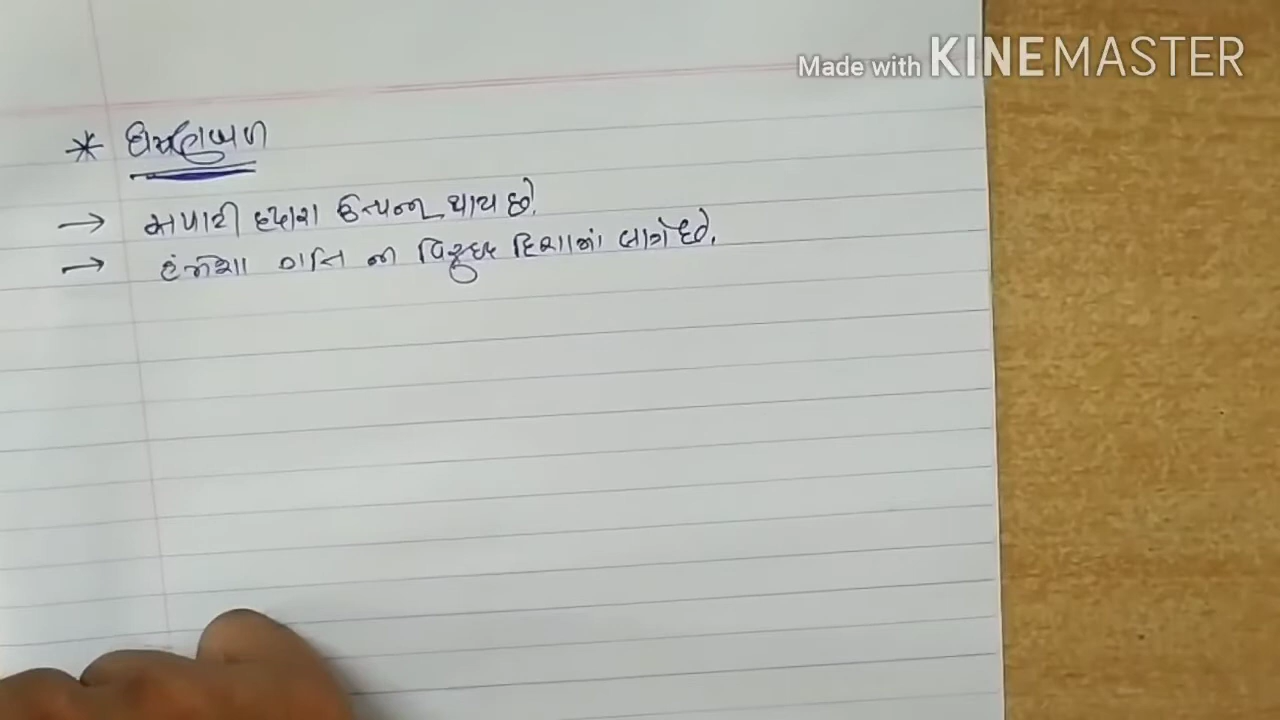 Made with KINEMASTER
* ઘર્ષણબળ
→ સપાટી દ્વારા ઉત્પન્ન થાય છે.
→ હંમેશા ગતિ ની વિરૂધ્ધ દિશામાં લાગે છે.